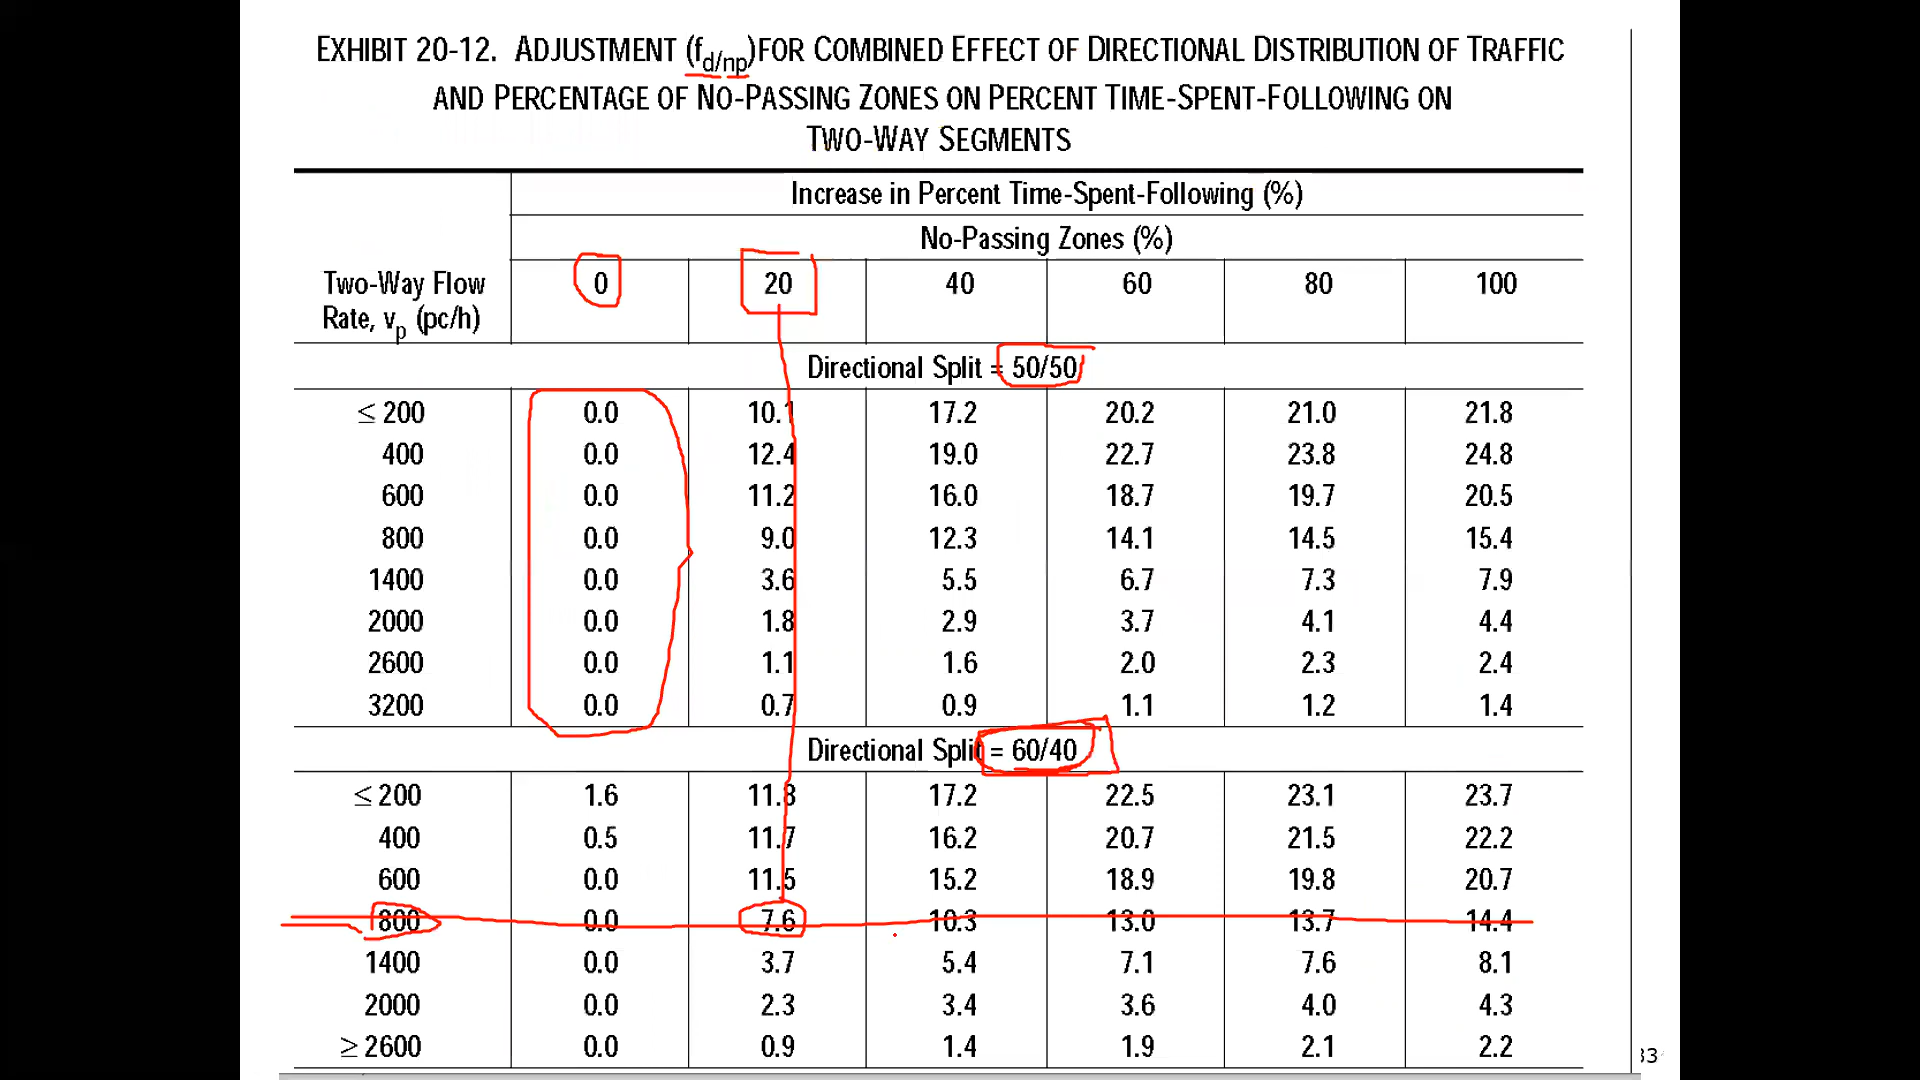 EXHIBIT 20-12. ADJUSTMENT (fd/np)FOR COMBINED EFFECT OF DIRECTIONAL DISTRIBUTION OF TRAFFIC
AND PERCENTAGE OF NO-PASSING ZONES ON PERCENT TIME-SPENT-FOLLOWING ON
TWO-WAY SEGMENTS
Increase in Percent Time-Spent-Following (%)
No-Passing Zones (%)
Two-Way Flow Rate, vp (pc/h) 0 20 40 60 80 100
Directional Split = 50/50
≤ 200 0.0 10.1 17.2 20.2 21.0 21.8
400 0.0 12.4 19.0 22.7 23.8 24.8
600 0.0 11.2 16.0 18.7 19.7 20.5
800 0.0 9.0 12.3 14.1 14.5 15.4
1400 0.0 3.6 5.5 6.7 7.3 7.9
2000 0.0 1.8 2.9 3.7 4.1 4.4
2600 0.0 1.1 1.6 2.0 2.3 2.4
3200 0.0 0.7 0.9 1.1 1.2 1.4
Directional Split = 60/40
≤ 200 1.6 11.8 17.2 22.5 23.1 23.7
400 0.5 11.7 16.2 20.7 21.5 22.2
600 0.0 11.5 15.2 18.9 19.8 20.7
800 0.0 7.6 10.3 13.0 13.7 14.4
1400 0.0 3.7 5.4 7.1 7.6 8.1
2000 0.0 2.3 3.4 3.6 4.0 4.3
≥ 2600 0.0 0.9 1.4 1.9 2.1 2.2
33